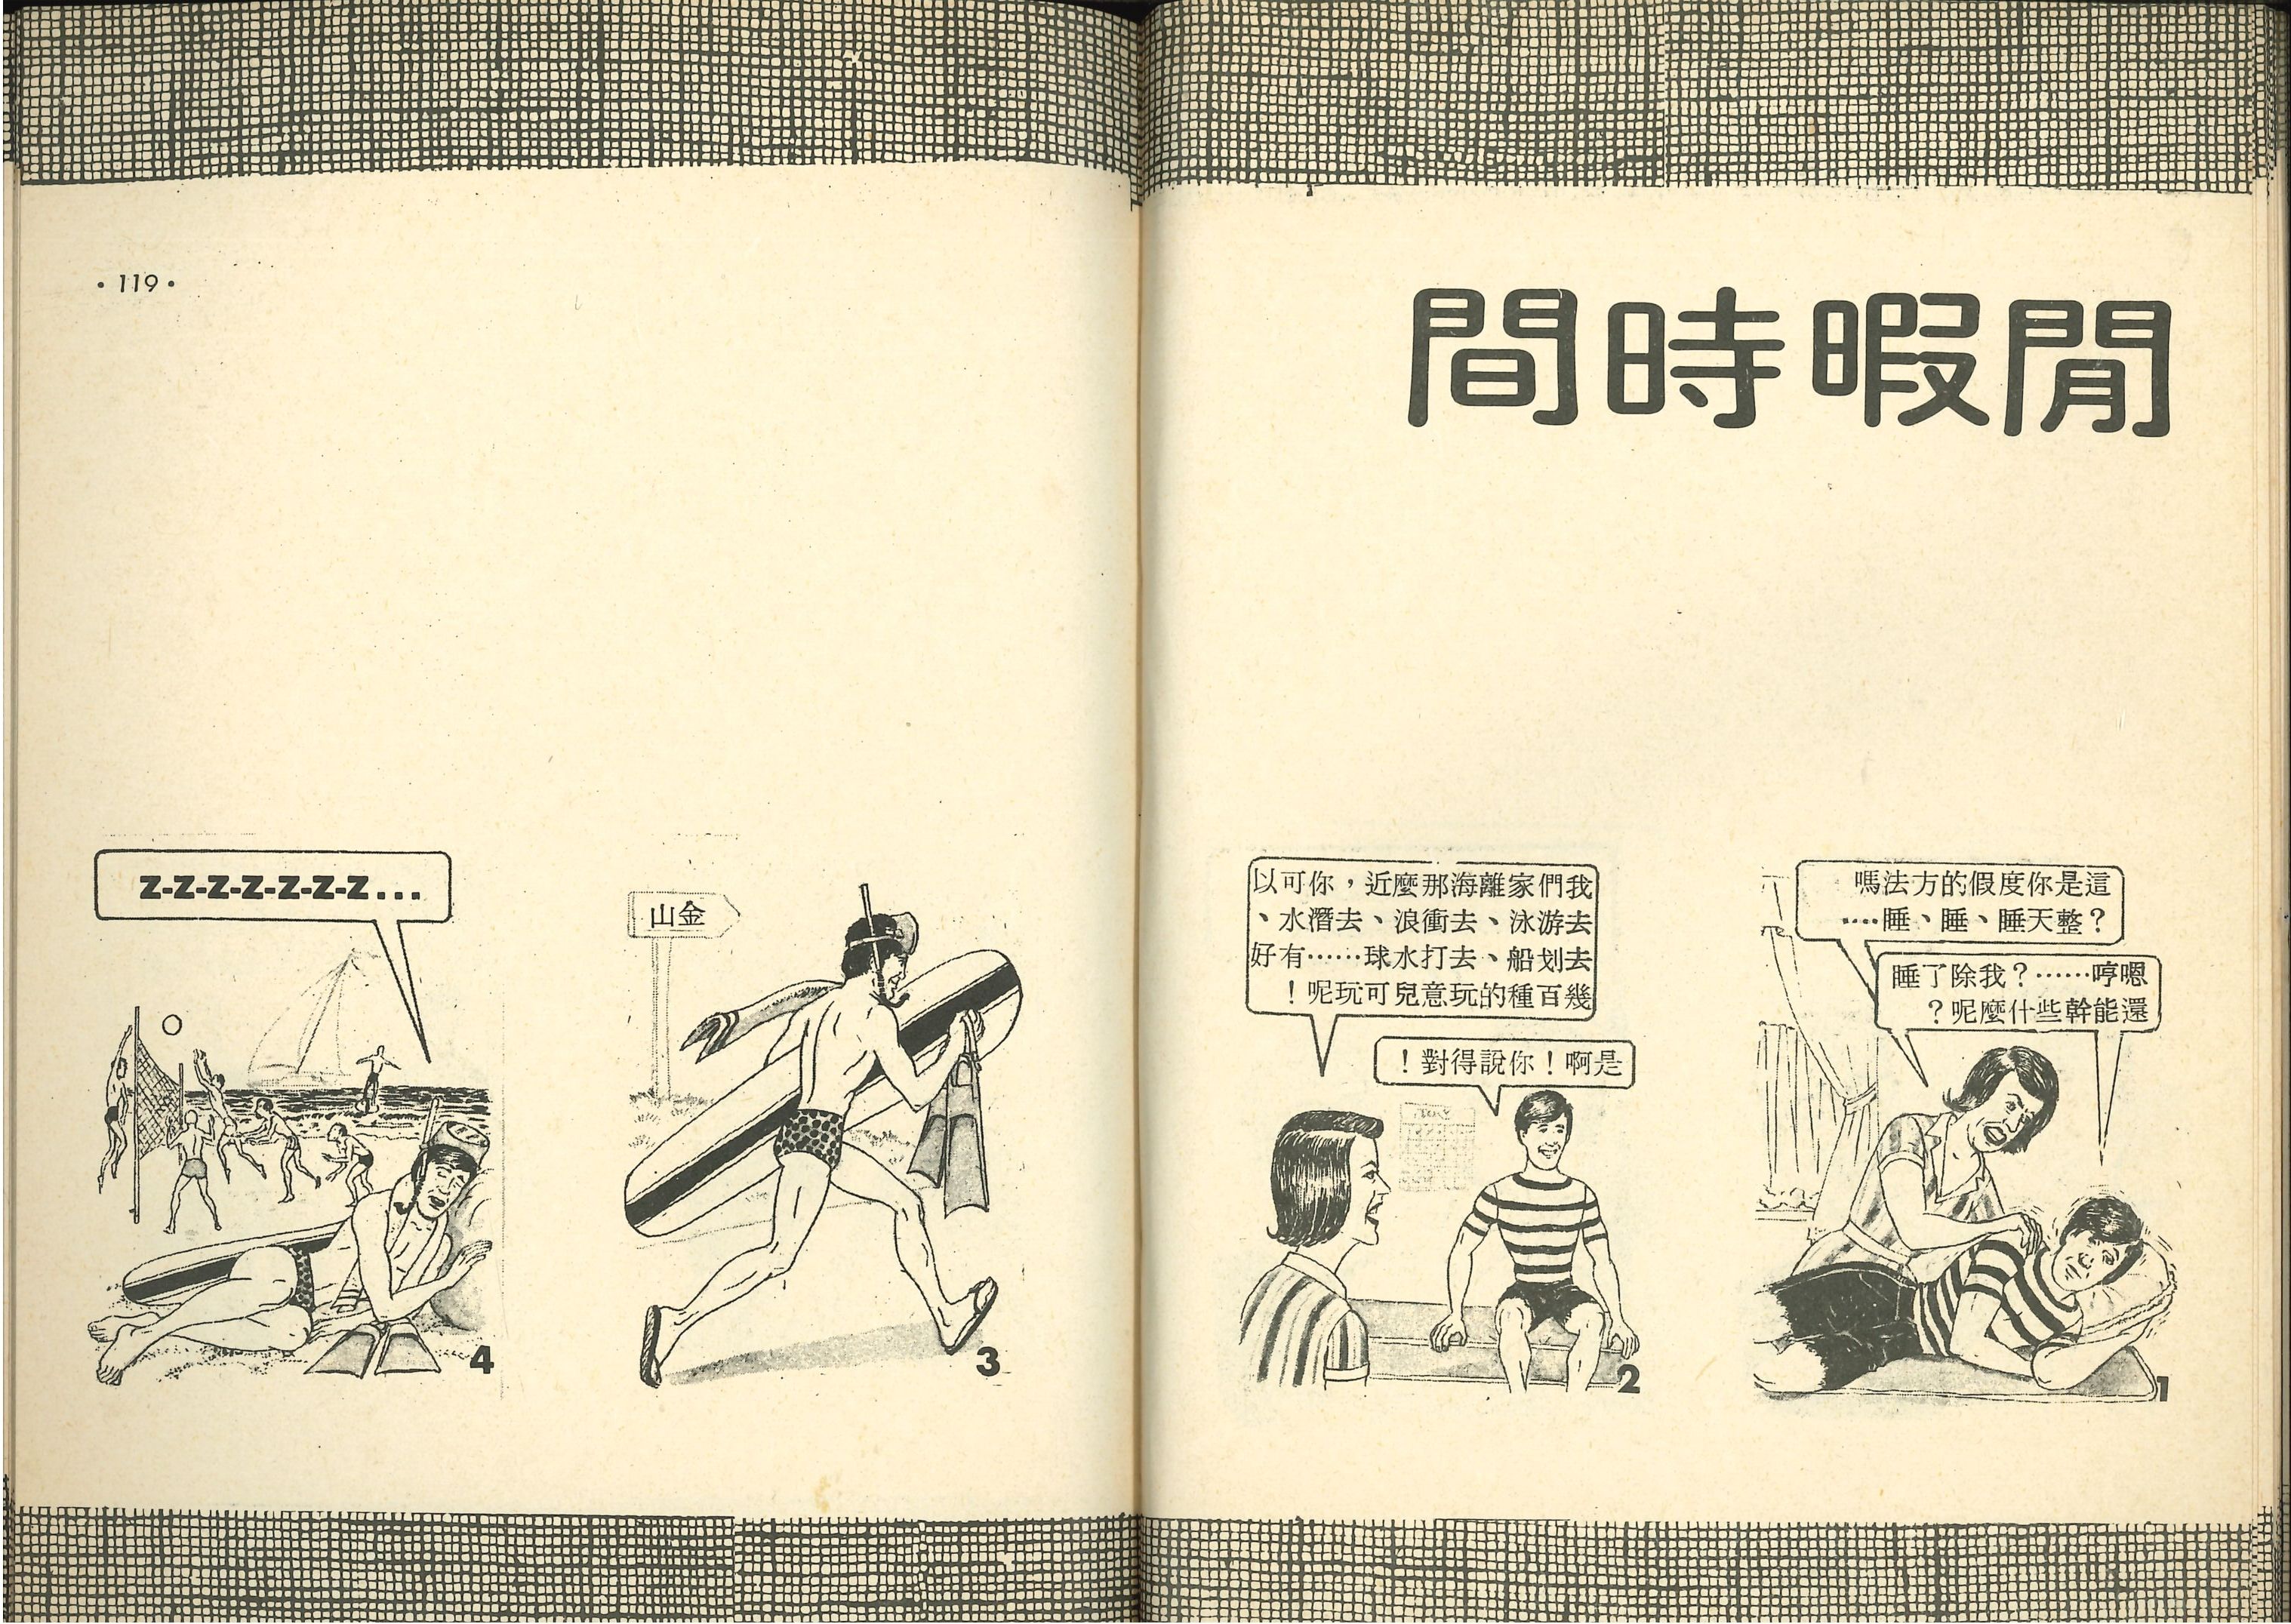 閒暇時間
這是你度假的方法嗎
？整天睡、睡、睡....
嗯哼……？我除了睡
還能幹些什麼呢？
1
我們家離海那麼近，你可以
去游泳、去衝浪、去潛水、
去划船、去打水球……有好
幾百種的玩意兒可玩呢！
是啊！你說得對！
2
金山
3
Z-Z-Z-Z-Z-Z-Z...
4
•119•